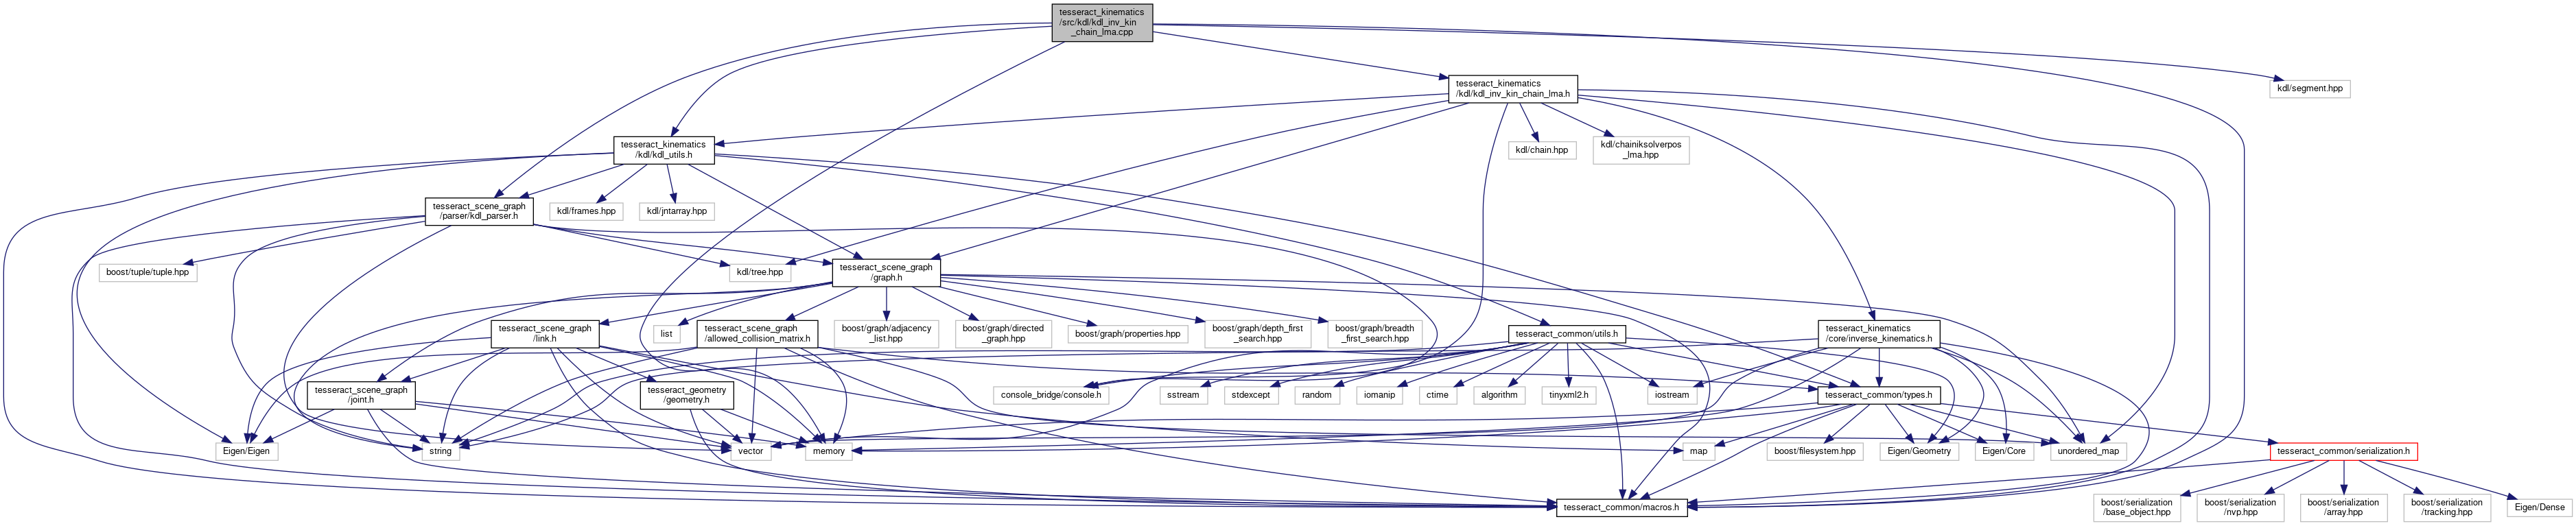 tesseract_kinematics
/src/kdl/kdl_inv_kin
_chain_lma.cpp
tesseract_kinematics
/kdl/kdl_inv_kin_chain_lma.h
kdl/segment.hpp
tesseract_kinematics
/kdl/kdl_utils.h
kdl/chain.hpp
kdl/chainiksolverpos
_lma.hpp
tesseract_scene_graph
/parser/kdl_parser.h
kdl/frames.hpp
kdl/jntarray.hpp
boost/tuple/tuple.hpp
kdl/tree.hpp
tesseract_scene_graph
/graph.h
tesseract_scene_graph
/link.h
list
tesseract_scene_graph
/allowed_collision_matrix.h
boost/graph/adjacency
_list.hpp
boost/graph/directed
_graph.hpp
boost/graph/properties.hpp
boost/graph/depth_first
_search.hpp
boost/graph/breadth
_first_search.hpp
tesseract_common/utils.h
tesseract_kinematics
/core/inverse_kinematics.h
tesseract_scene_graph
/joint.h
tesseract_geometry
/geometry.h
console_bridge/console.h
sstream
stdexcept
random
iomanip
ctime
algorithm
tinyxml2.h
iostream
tesseract_common/types.h
Eigen/Eigen
string
vector
memory
map
boost/filesystem.hpp
Eigen/Geometry
Eigen/Core
unordered_map
tesseract_common/serialization.h
tesseract_common/macros.h
boost/serialization
/base_object.hpp
boost/serialization
/nvp.hpp
boost/serialization
/array.hpp
boost/serialization
/tracking.hpp
Eigen/Dense